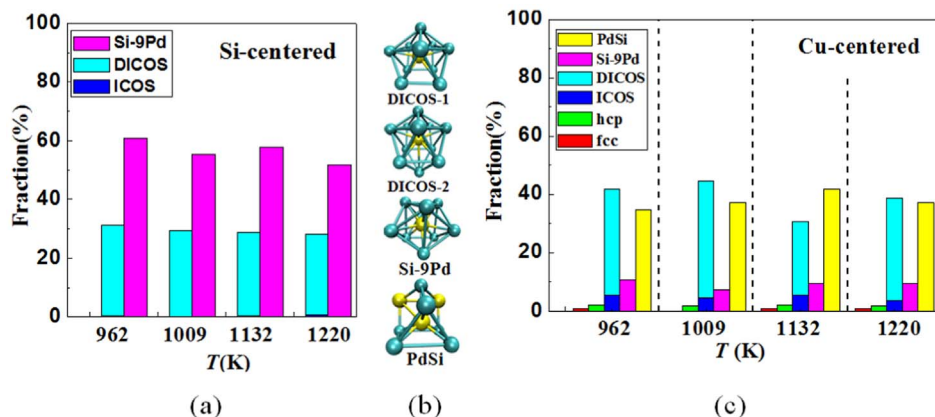 100
80
60
40
20
0
Fraction(%)
Si-9Pd
DICOS
ICOS
Si-centered
962 1009 1132 1220
T(K)
(a)
DICOS-1
DICOS-2
Si-9Pd
PdSi
(b)
100
80
60
40
20
0
Fraction(%)
PdSi
Si-9Pd
DICOS
ICOS
hcp
fcc
Cu-centered
962 1009 1132 1220
T (K)
(c)